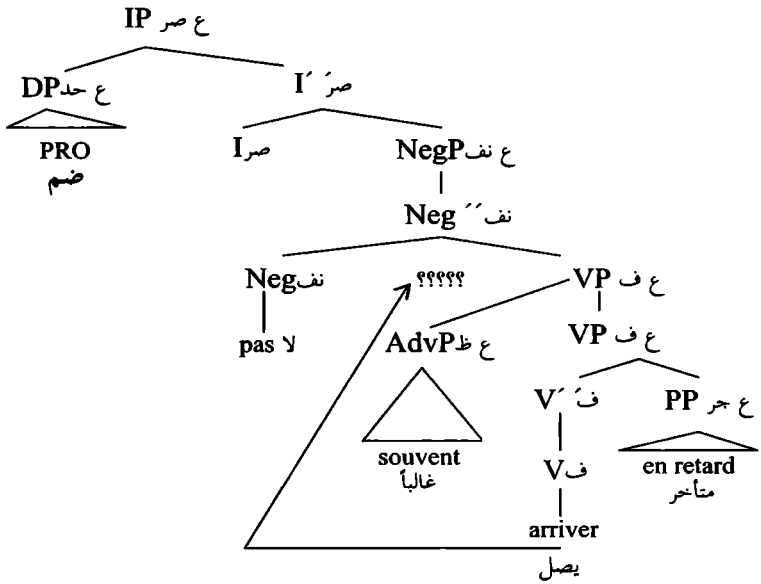 IP ع صر
DP ع حد
I´´ صرَ
PRO
ضم
I صر
NegP ع نف
Neg´´ نف
Neg نف
؟؟؟؟؟
VP ع ف
pas لا
AdvP ع ظ
VP ع ف
V´´ فَ
PP ع جر
souvent
غالباً
V ف
en retard
متأخر
arriver
يصل